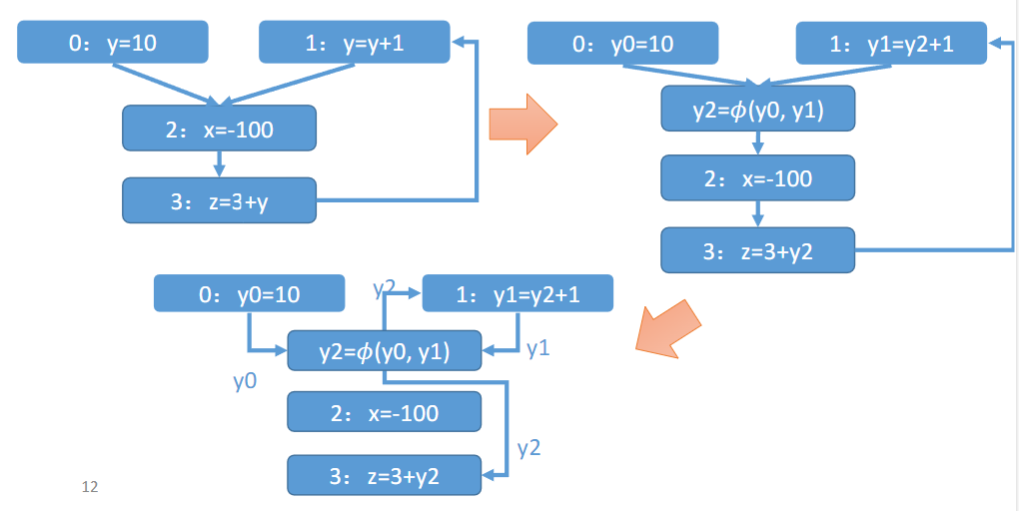 0：y=10
1：y=y+1
2：x=-100
3：z=3+y
0：y0=10
1：y1=y2+1
y2=ϕ(y0, y1)
2：x=-100
3：z=3+y2
0：y0=10
y2
1：y1=y2+1
y2=ϕ(y0, y1)
y1
y0
2：x=-100
y2
3：z=3+y2
12